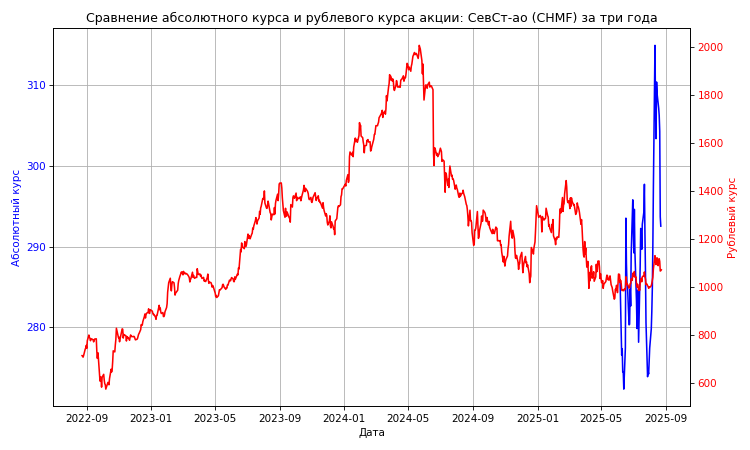 Сравнение абсолютного курса и рублевого курса акции: СевСт-ао (CHMF) за три года
310
300
290
280
Абсолютный курс
2000
1800
1600
1400
1200
1000
800
600
Рублевый курс
2022-09 2023-01 2023-05 2023-09 2024-01 2024-05 2024-09 2025-01 2025-05 2025-09
Дата